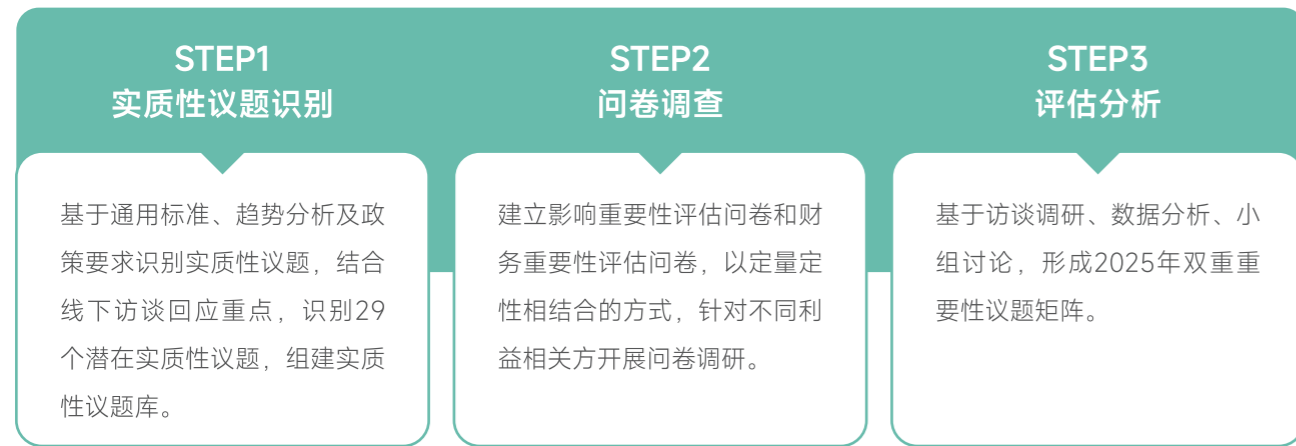 STEP1
实质性议题识别
基于通用标准、趋势分析及政
策要求识别实质性议题，结合
线下访谈回应重点，识别29
个潜在实质性议题，组建实质
性议题库。
STEP2
问卷调查
建立影响重要性评估问卷和财
务重要性评估问卷，以定量定
性相结合的方式，针对不同利
益相关方开展问卷调研。
STEP3
评估分析
基于访谈调研、数据分析、小
组讨论，形成2025年双重重
要性议题矩阵。